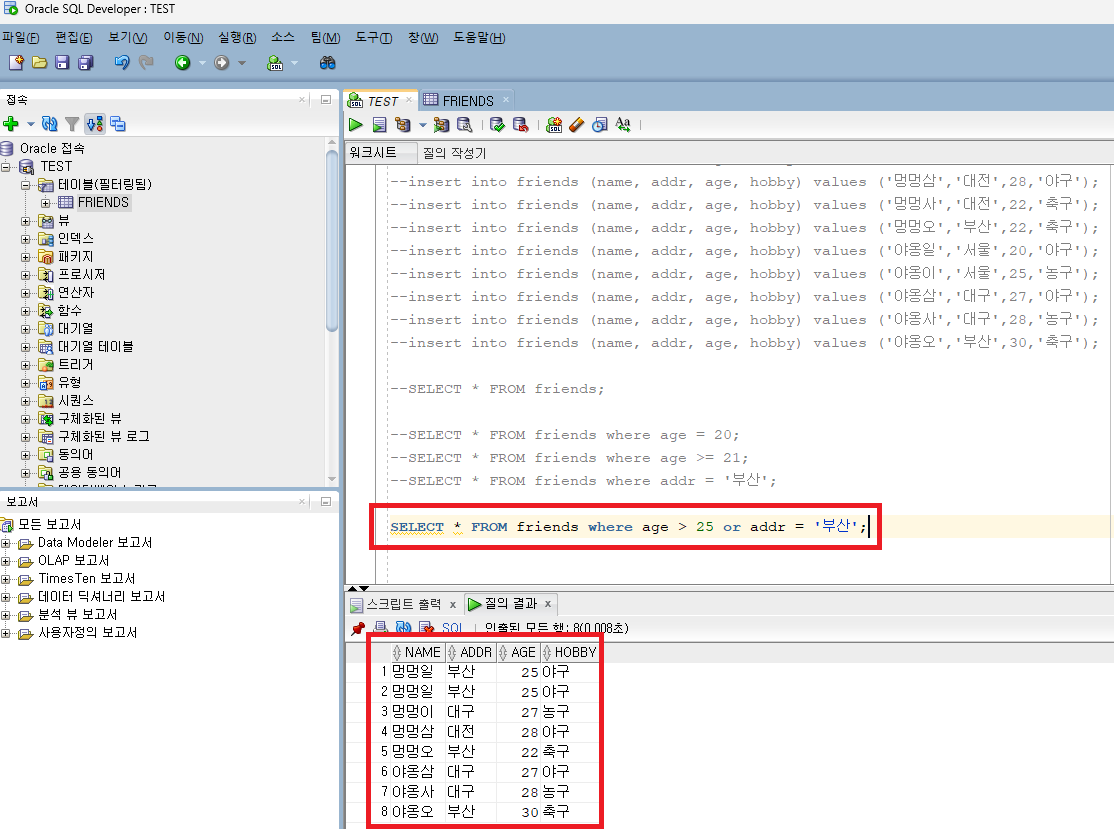 Oracle SQL Developer : TEST
파일(F) 편집(E) 보기(V) 이동(N) 실행(R) 소스 팀(M) 도구(T) 창(W) 도움말(H)
접속
Oracle 접속
TEST
테이블(필터링됨)
FRIENDS
뷰
인덱스
패키지
프로시저
연산자
함수
대기열
대기열 테이블
트리거
유형
시퀀스
구체화된 뷰
구체화된 뷰 로그
동의어
공용 동의어
보고서
모든 보고서
Data Modeler 보고서
OLAP 보고서
TimesTen 보고서
데이터 딕셔너리 보고서
분석 뷰 보고서
사용자정의 보고서
TEST FRIENDS
워크시트 질의 작성기
--insert into friends (name, addr, age, hobby) values ('멍멍삼','대전',28,'야구');
--insert into friends (name, addr, age, hobby) values ('멍멍사','대전',22,'축구');
--insert into friends (name, addr, age, hobby) values ('멍멍오','부산',22,'축구');
--insert into friends (name, addr, age, hobby) values ('야옹일','서울',20,'야구');
--insert into friends (name, addr, age, hobby) values ('야옹이','서울',25,'농구');
--insert into friends (name, addr, age, hobby) values ('야옹삼','대구',27,'야구');
--insert into friends (name, addr, age, hobby) values ('야옹사','대구',28,'농구');
--insert into friends (name, addr, age, hobby) values ('야옹오','부산',30,'축구');
--SELECT * FROM friends;
--SELECT * FROM friends where age = 20;
--SELECT * FROM friends where age >= 21;
--SELECT * FROM friends where addr = '부산';
SELECT * FROM friends where age > 25 or addr = '부산';
스크립트 출력 x 질의 결과 x
SQL | 인출된 모든 행: 8(0.008초)
NAME ADDR AGE HOBBY
1 멍멍일 부산 25 야구
2 멍멍일 부산 25 야구
3 멍멍이 대구 27 농구
4 멍멍삼 대전 28 야구
5 멍멍오 부산 22 축구
6 야옹삼 대구 27 야구
7 야옹사 대구 28 농구
8 야옹오 부산 30 축구